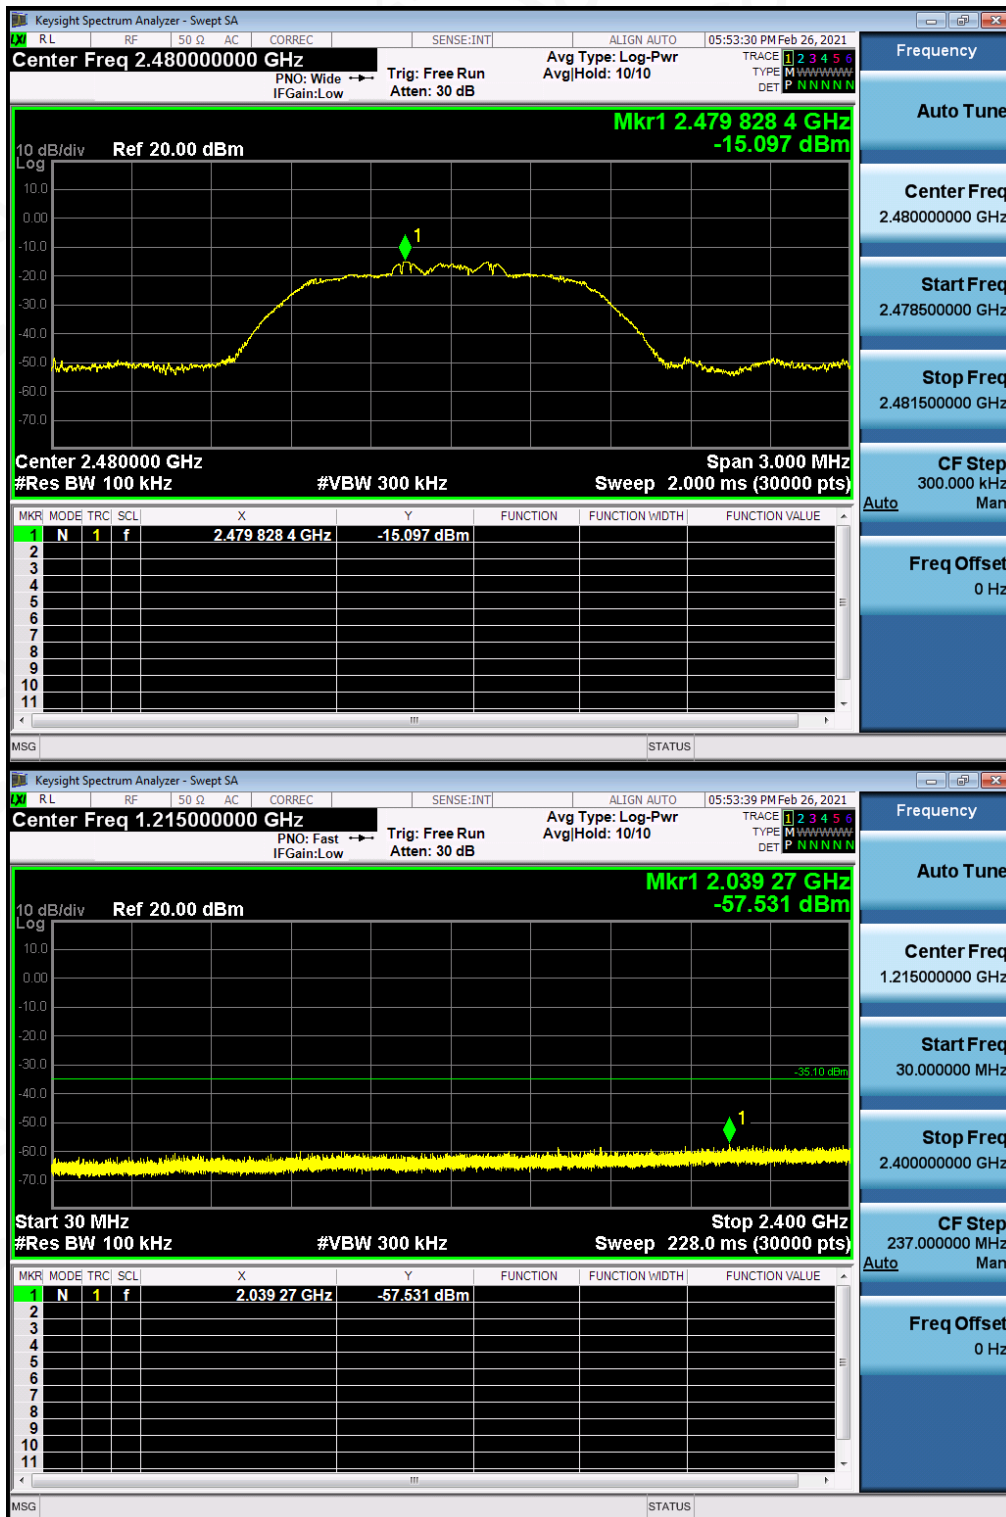 Keysight Spectrum Analyzer - Swept SA
LXI RL RF 50 Ω AC CORREC SENSE:INT ALIGN AUTO 05:53:30 PM Feb 26, 2021
Center Freq 2.480000000 GHz
PNO: Wide
IFGain:Low
Trig: Free Run
Atten: 30 dB
Avg Type: Log-Pwr
Avg|Hold: 10/10
TRACE 1 2 3 4 5 6
TYPE M WWWWW
DET P N N N N N
Mkr1 2.479 828 4 GHz
-15.097 dBm
10 dB/div Ref 20.00 dBm
Log
10.0
0.00
-10.0
-20.0
-30.0
-40.0
-50.0
-60.0
-70.0
1
Center 2.480000 GHz Span 3.000 MHz
#Res BW 100 kHz #VBW 300 kHz Sweep 2.000 ms (30000 pts)
MKR MODE TRC SCL X Y FUNCTION FUNCTION WIDTH FUNCTION VALUE
1 N 1 f 2.479 828 4 GHz -15.097 dBm
2
3
4
5
6
7
8
9
10
11
MSG STATUS
Frequency
Auto Tune
Center Freq
2.480000000 GHz
Start Freq
2.478500000 GHz
Stop Freq
2.481500000 GHz
CF Step
300.000 kHz
Auto Man
Freq Offset
0 Hz
Keysight Spectrum Analyzer - Swept SA
LXI RL RF 50 Ω AC CORREC SENSE:INT ALIGN AUTO 05:53:39 PM Feb 26, 2021
Center Freq 1.215000000 GHz
PNO: Fast
IFGain:Low
Trig: Free Run
Atten: 30 dB
Avg Type: Log-Pwr
Avg|Hold: 10/10
TRACE 1 2 3 4 5 6
TYPE M WWWWW
DET P N N N N N
Mkr1 2.039 27 GHz
-57.531 dBm
10 dB/div Ref 20.00 dBm
Log
10.0
0.00
-10.0
-20.0
-30.0
-40.0
-50.0
-60.0
-70.0
-35.10 dBm
1
Start 30 MHz Stop 2.400 GHz
#Res BW 100 kHz #VBW 300 kHz Sweep 228.0 ms (30000 pts)
MKR MODE TRC SCL X Y FUNCTION FUNCTION WIDTH FUNCTION VALUE
1 N 1 f 2.039 27 GHz -57.531 dBm
2
3
4
5
6
7
8
9
10
11
MSG STATUS
Frequency
Auto Tune
Center Freq
1.215000000 GHz
Start Freq
30.000000 MHz
Stop Freq
2.400000000 GHz
CF Step
237.000000 MHz
Auto Man
Freq Offset
0 Hz